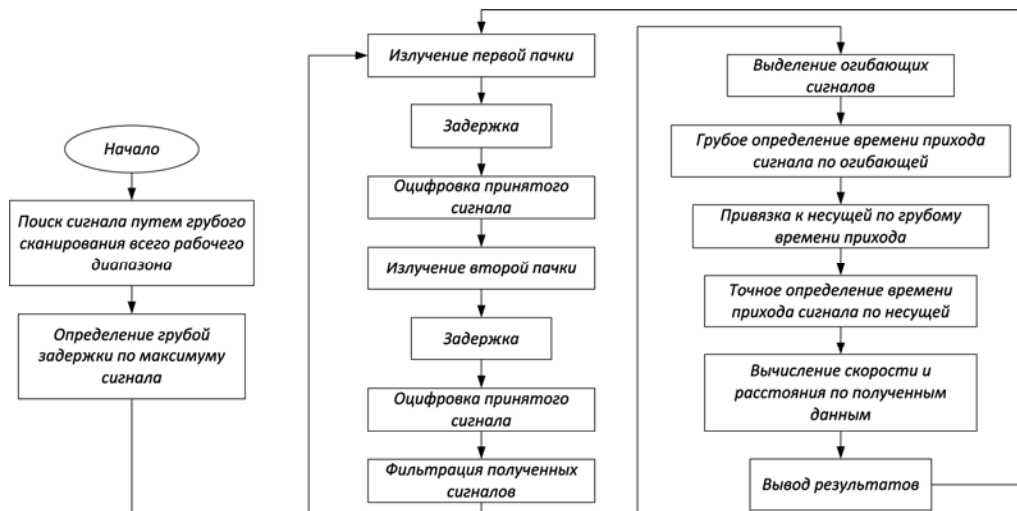 Начало
Поиск сигнала путем грубого
сканирования всего рабочего
диапазона
Определение грубой
задержки по максимуму
сигнала
Излучение первой пачки
Задержка
Оцифровка принятого
сигнала
Излучение второй пачки
Задержка
Оцифровка принятого
сигнала
Фильтрация полученных
сигналов
Выделение огибающих
сигналов
Грубое определение времени прихода
сигнала по огибающей
Привязка к несущей по грубому
времени прихода
Точное определение времени
прихода сигнала по несущей
Вычисление скорости и
расстояния по полученным
данным
Вывод результатов